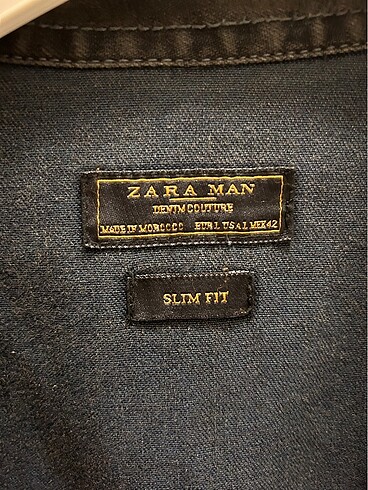 ZARA MAN
DENIM COUTURE
MADE IN MOROCCO EUR L USA L MEX 42
SLIM FIT